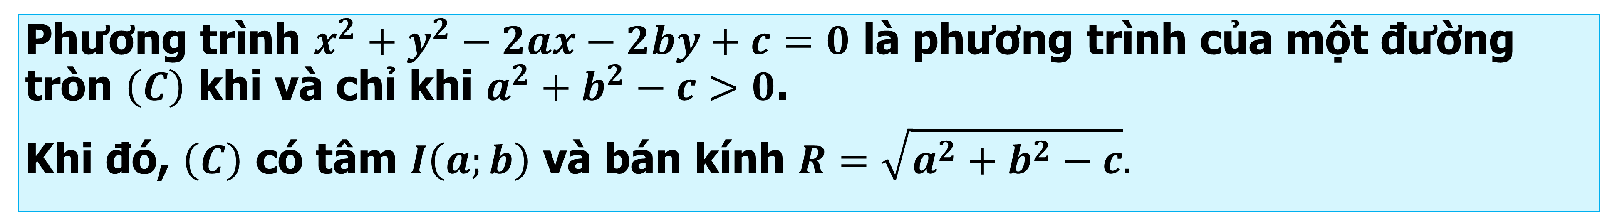 Phương trình x² + y² − 2ax − 2by + c = 0 là phương trình của một đường
tròn (C) khi và chỉ khi a² + b² − c > 0.
Khi đó, (C) có tâm I(a; b) và bán kính R = √(a² + b² − c).